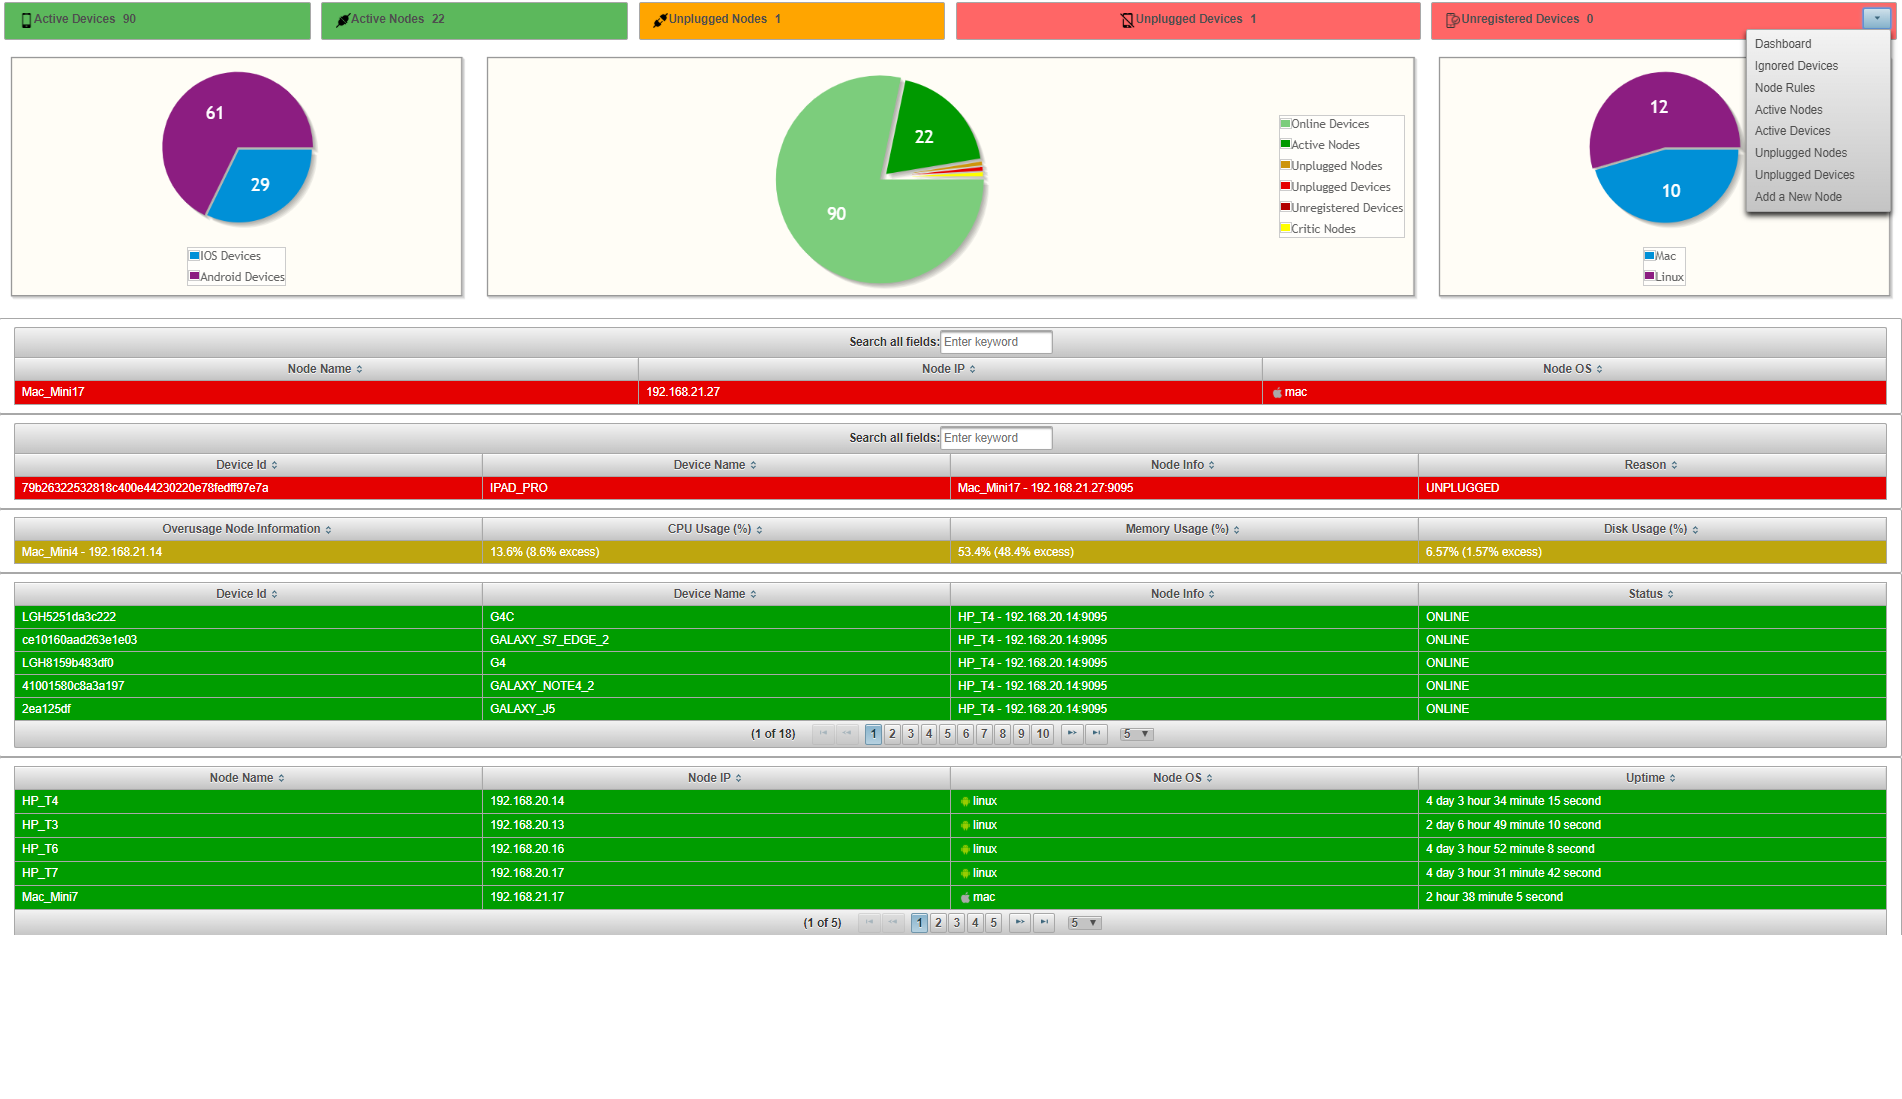 Active Devices 90
Active Nodes 22
Unplugged Nodes 1
Unplugged Devices 1
Unregistered Devices 0
Dashboard
Ignored Devices
Node Rules
Active Nodes
Active Devices
Unplugged Nodes
Unplugged Devices
Add a New Node
61
29
IOS Devices
Android Devices
22
90
Online Devices
Active Nodes
Unplugged Nodes
Unplugged Devices
Unregistered Devices
Critic Nodes
12
10
Mac
Linux
Search all fields: Enter keyword
Node Name Node IP Node OS
Mac_Mini17 192.168.21.27 mac
Search all fields: Enter keyword
Device Id Device Name Node Info Reason
79b26322532818c400e44230220e78fedff97e7a IPAD_PRO Mac_Mini17 - 192.168.21.27:9095 UNPLUGGED
Overusage Node Information CPU Usage (%) Memory Usage (%) Disk Usage (%)
Mac_Mini4 - 192.168.21.14 13.6% (8.6% excess) 53.4% (48.4% excess) 6.57% (1.57% excess)
Device Id Device Name Node Info Status
LGH5251da3c222 G4C HP_T4 - 192.168.20.14:9095 ONLINE
ce10160aad263e1e03 GALAXY_S7_EDGE_2 HP_T4 - 192.168.20.14:9095 ONLINE
LGH8159b483df0 G4 HP_T4 - 192.168.20.14:9095 ONLINE
41001580c8a3a197 GALAXY_NOTE4_2 HP_T4 - 192.168.20.14:9095 ONLINE
2ea125df GALAXY_J5 HP_T4 - 192.168.20.14:9095 ONLINE
(1 of 18) 1 2 3 4 5 6 7 8 9 10 5
Node Name Node IP Node OS Uptime
HP_T4 192.168.20.14 linux 4 day 3 hour 34 minute 15 second
HP_T3 192.168.20.13 linux 2 day 6 hour 49 minute 10 second
HP_T6 192.168.20.16 linux 4 day 3 hour 52 minute 8 second
HP_T7 192.168.20.17 linux 4 day 3 hour 31 minute 42 second
Mac_Mini7 192.168.21.17 mac 2 hour 38 minute 5 second
(1 of 5) 1 2 3 4 5 5